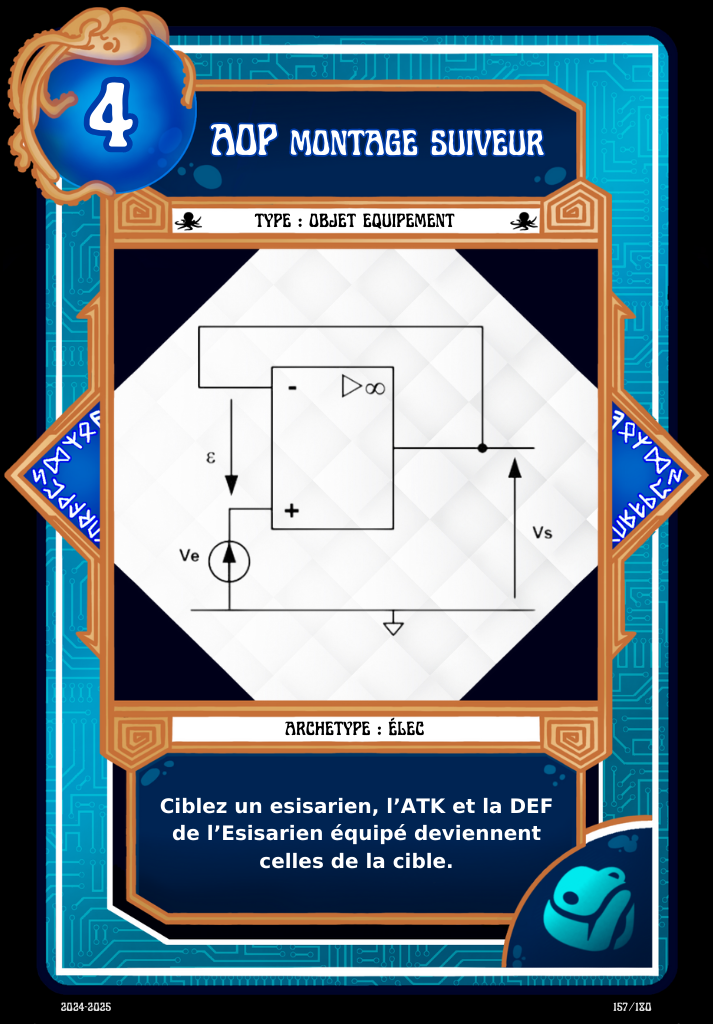 4
AOP MONTAGE SUIVEUR
TYPE : OBJET EQUIPEMENT
- ▷∞
ε
+
Ve
Vs
ARCHETYPE : ÉLEC
Ciblez un esisarien, l’ATK et la DEF
de l’Esisarien équipé deviennent
celles de la cible.
2024-2025
157/180